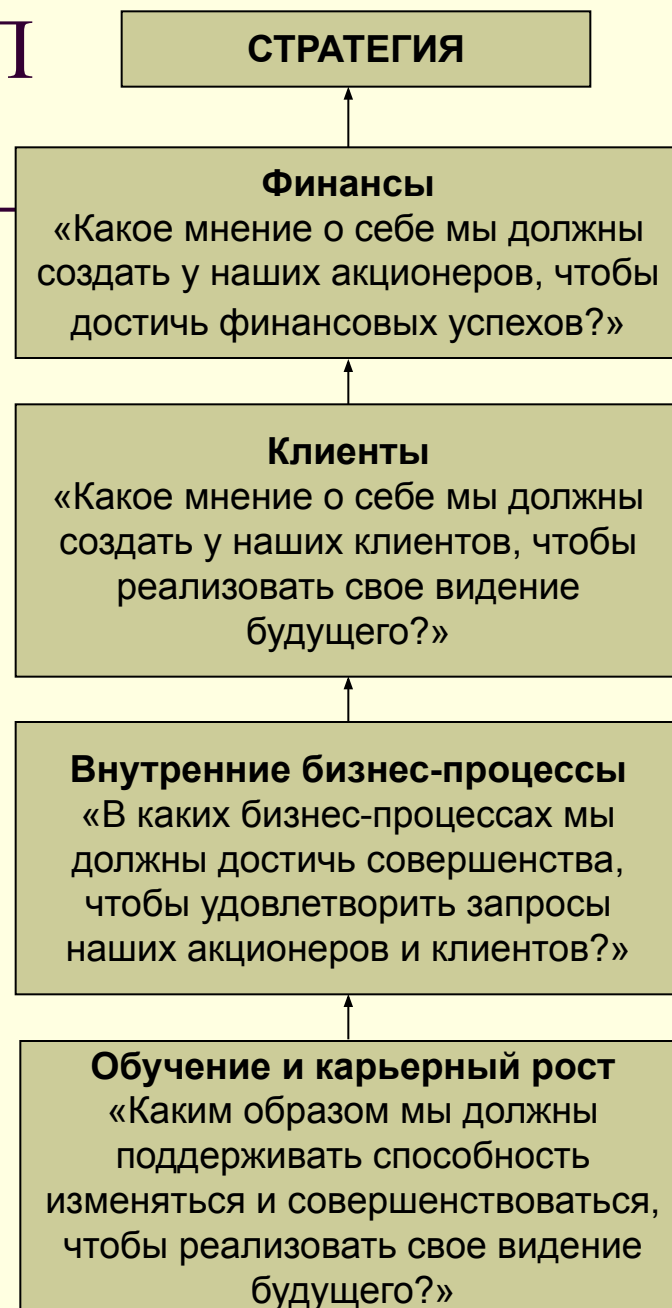 П
СТРАТЕГИЯ
Финансы
«Какое мнение о себе мы должны
создать у наших акционеров, чтобы
достичь финансовых успехов?»
Клиенты
«Какое мнение о себе мы должны
создать у наших клиентов, чтобы
реализовать свое видение
будущего?»
Внутренние бизнес-процессы
«В каких бизнес-процессах мы
должны достичь совершенства,
чтобы удовлетворить запросы
наших акционеров и клиентов?»
Обучение и карьерный рост
«Каким образом мы должны
поддерживать способность
изменяться и совершенствоваться,
чтобы реализовать свое видение
будущего?»